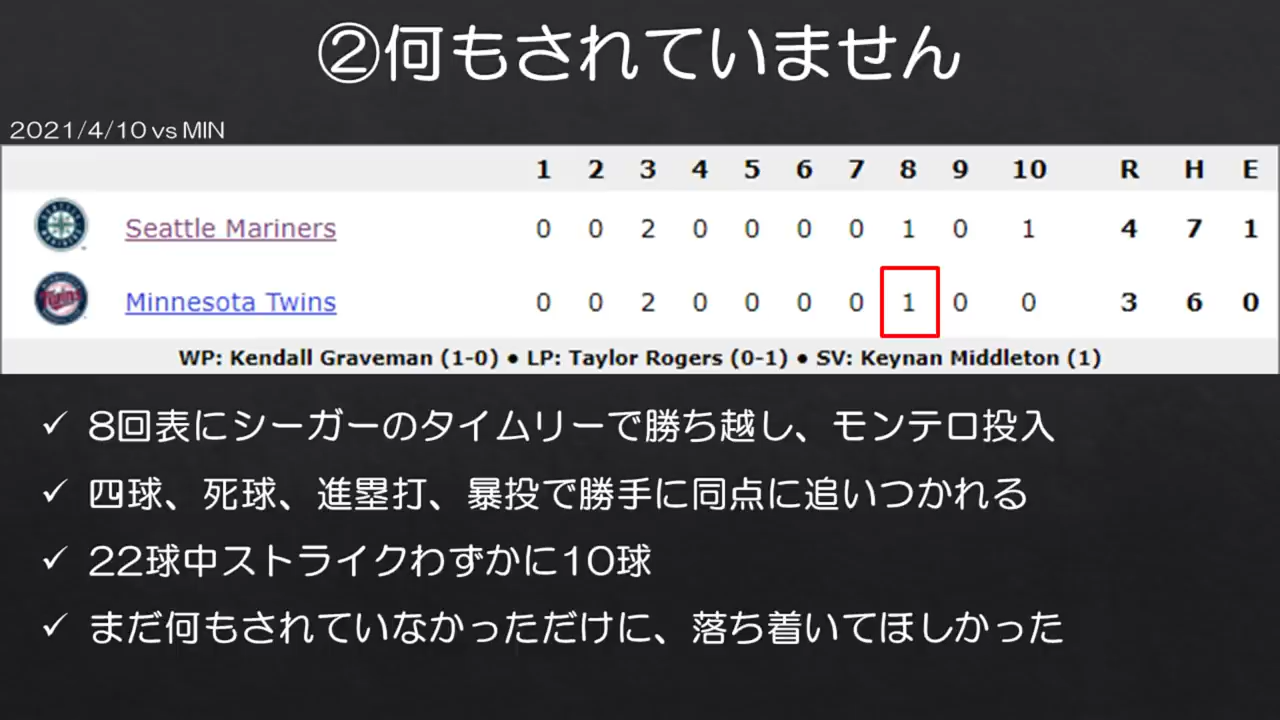 ②何もされていません
2021/4/10 vs MIN
1 2 3 4 5 6 7 8 9 10 R H E
Seattle Mariners 0 0 2 0 0 0 0 1 0 1 4 7 1
Minnesota Twins 0 0 2 0 0 0 0 1 0 0 3 6 0
WP: Kendall Graveman (1-0) ● LP: Taylor Rogers (0-1) ● SV: Keynan Middleton (1)
✓ 8回表にシーガーのタイムリーで勝ち越し、モンテロ投入
✓ 四球、死球、進塁打、暴投で勝手に同点に追いつかれる
✓ 22球中ストライクわずかに10球
✓ まだ何もされていなかっただけに、落ち着いてほしかった